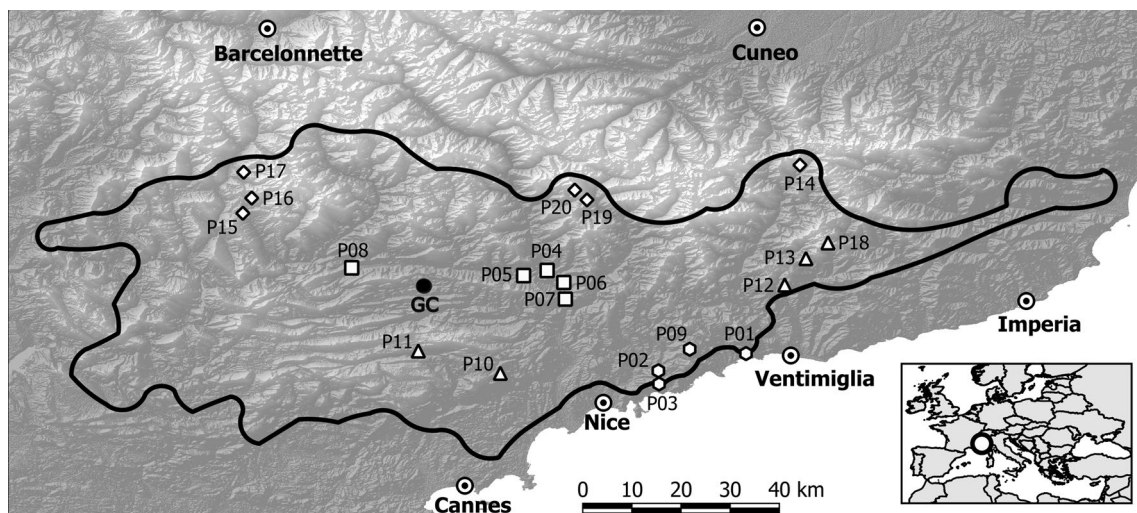 Barcelonnette
Cuneo
P17
P16
P15
P14
P20
P19
P18
P13
P12
P08
P04
P05
P06
P07
GC
P11
P10
P09
P01
P02
P03
Imperia
Ventimiglia
Nice
Cannes
0 10 20 30 40 km